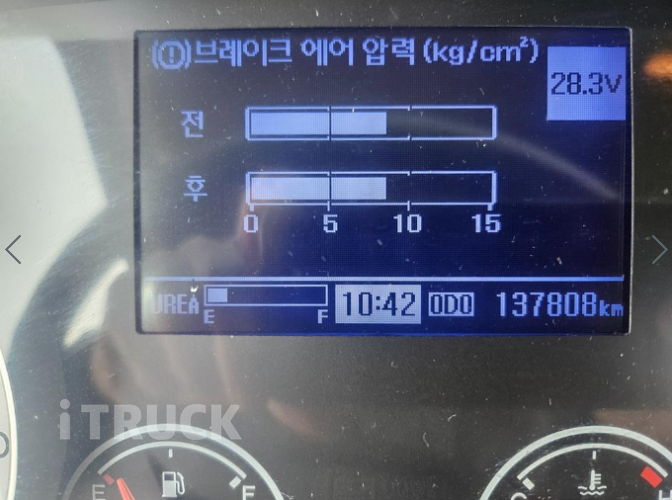 (!)브레이크 에어 압력 (kg/cm²)
28.3V
전
후
0 5 10 15
UREA E F 10:42 ODO 137808km
iTRUCK
E F C H